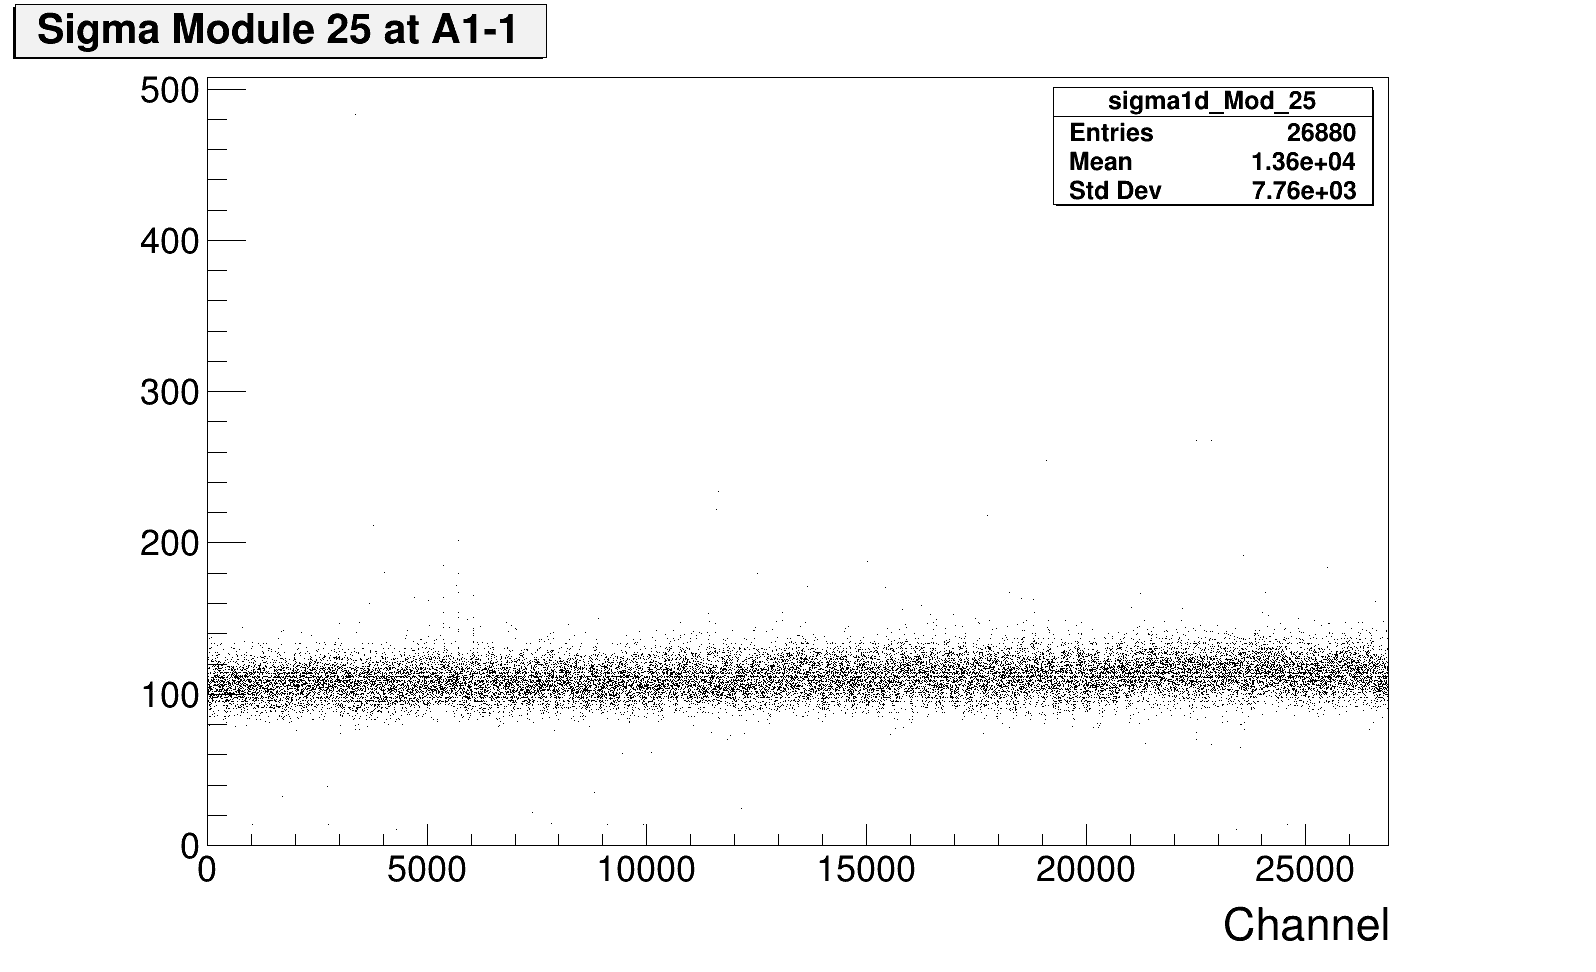 Sigma Module 25 at A1-1
sigma1d_Mod_25
Entries 26880
Mean 1.36e+04
Std Dev 7.76e+03
500
400
300
200
100
0
0 5000 10000 15000 20000 25000
Channel